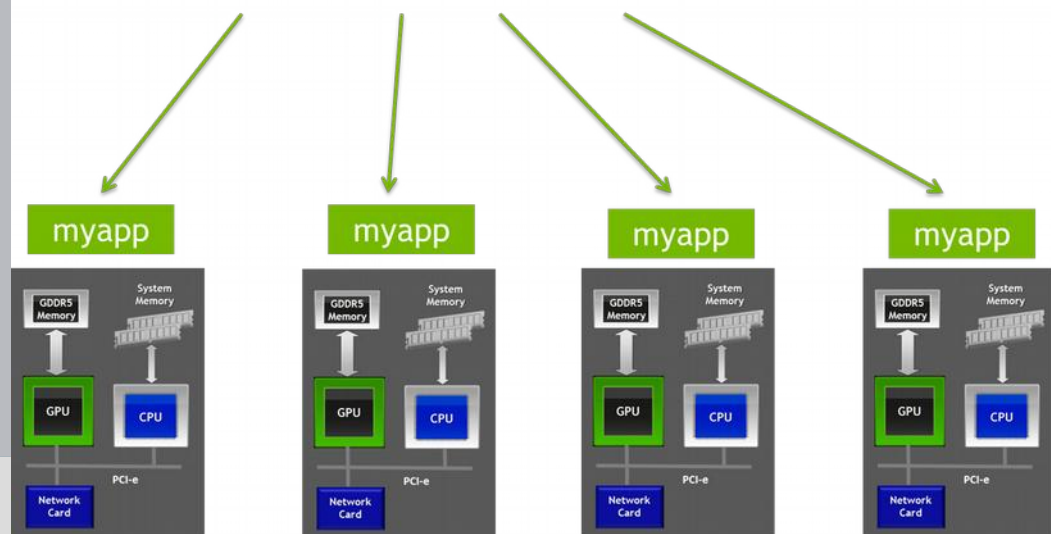 myapp
myapp
myapp
myapp
GDDR5
Memory
System
Memory
GPU
CPU
PCI-e
Network
Card
GDDR5
Memory
System
Memory
GPU
CPU
PCI-e
Network
Card
GDDR5
Memory
System
Memory
GPU
CPU
PCI-e
Network
Card
GDDR5
Memory
System
Memory
GPU
CPU
PCI-e
Network
Card